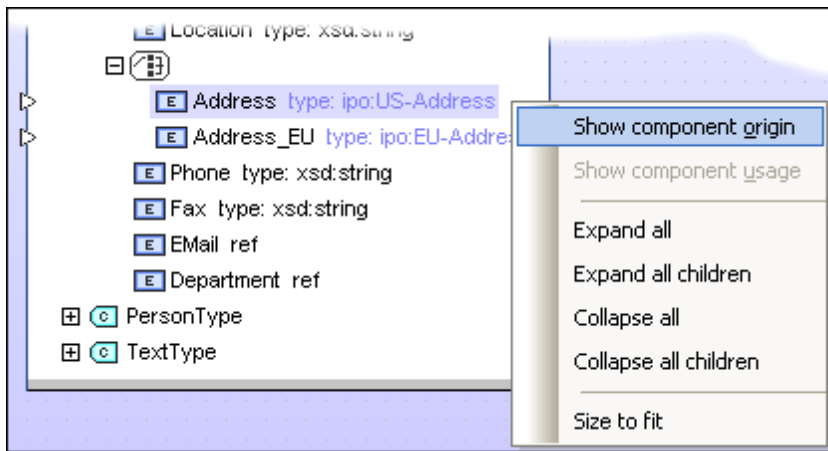 E Location type: xsd:string
E Address type: ipo:US-Address
E Address_EU type: ipo:EU-Addre
E Phone type: xsd:string
E Fax type: xsd:string
E EMail ref
E Department ref
C PersonType
C TextType
Show component origin
Show component usage
Expand all
Expand all children
Collapse all
Collapse all children
Size to fit